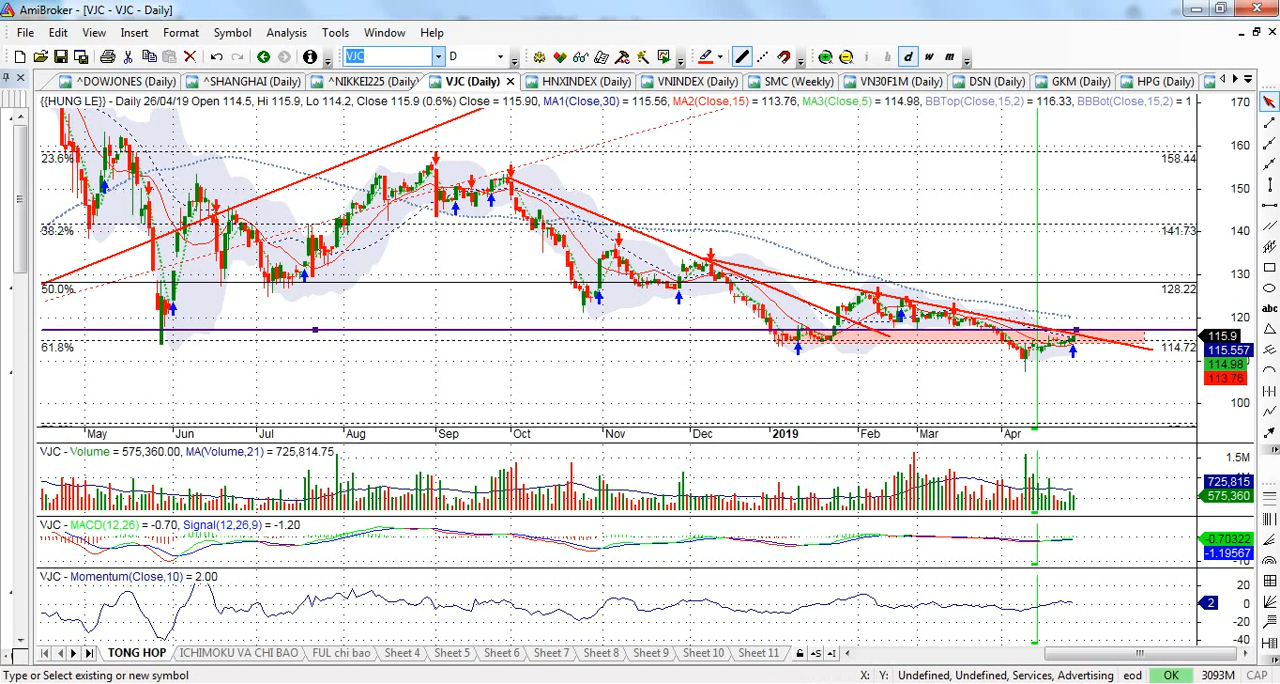 AmiBroker - [VJC - VJC - Daily]
File Edit View Insert Format Symbol Analysis Tools Window Help
VJC D i h d w m
^DOWJONES (Daily) ^SHANGHAI (Daily) ^NIKKEI225 (Daily) VJC (Daily) HNXINDEX (Daily) VNINDEX (Daily) SMC (Weekly) VN30F1M (Daily) DSN (Daily) GKM (Daily) HPG (Daily)
{{HUNG LE}} - Daily 26/04/19 Open 114.5, Hi 115.9, Lo 114.2, Close 115.9 (0.6%) Close = 115.90, MA1(Close,30) = 115.56, MA2(Close,15) = 113.76, MA3(Close,5) = 114.98, BBTop(Close,15,2) = 116.33, BBBot(Close,15,2) = 1
170
160
23.6% 158.44
150
38.2% 141.73
140
130
50.0% 128.22
120
115.9
61.8% 114.72 115.557
114.98
113.76
100
May Jun Jul Aug Sep Oct Nov Dec 2019 Feb Mar Apr
VJC - Volume = 575,360.00, MA(Volume,21) = 725,814.75
1.5M
725,815
575,360
VJC - MACD(12,26) = -0.70, Signal(12,26,9) = -1.20
-0.70322
-1.19567
-10
VJC - Momentum(Close,10) = 2.00
20
2 0
-20
-40
TONG HOP ICHIMOKU VA CHI BAO FUL chi bao Sheet 4 Sheet 5 Sheet 6 Sheet 7 Sheet 8 Sheet 9 Sheet 10 Sheet 11
Type or Select existing or new symbol X: Y: Undefined, Undefined, Services, Advertising eod OK 3093M CAP
abc